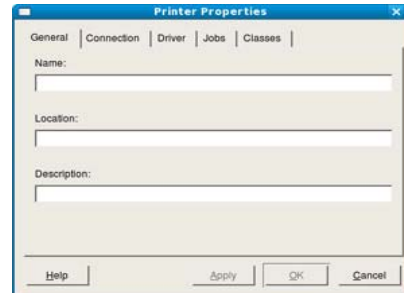 Printer Properties
General Connection Driver Jobs Classes
Name:
Location:
Description:
Help Apply OK Cancel